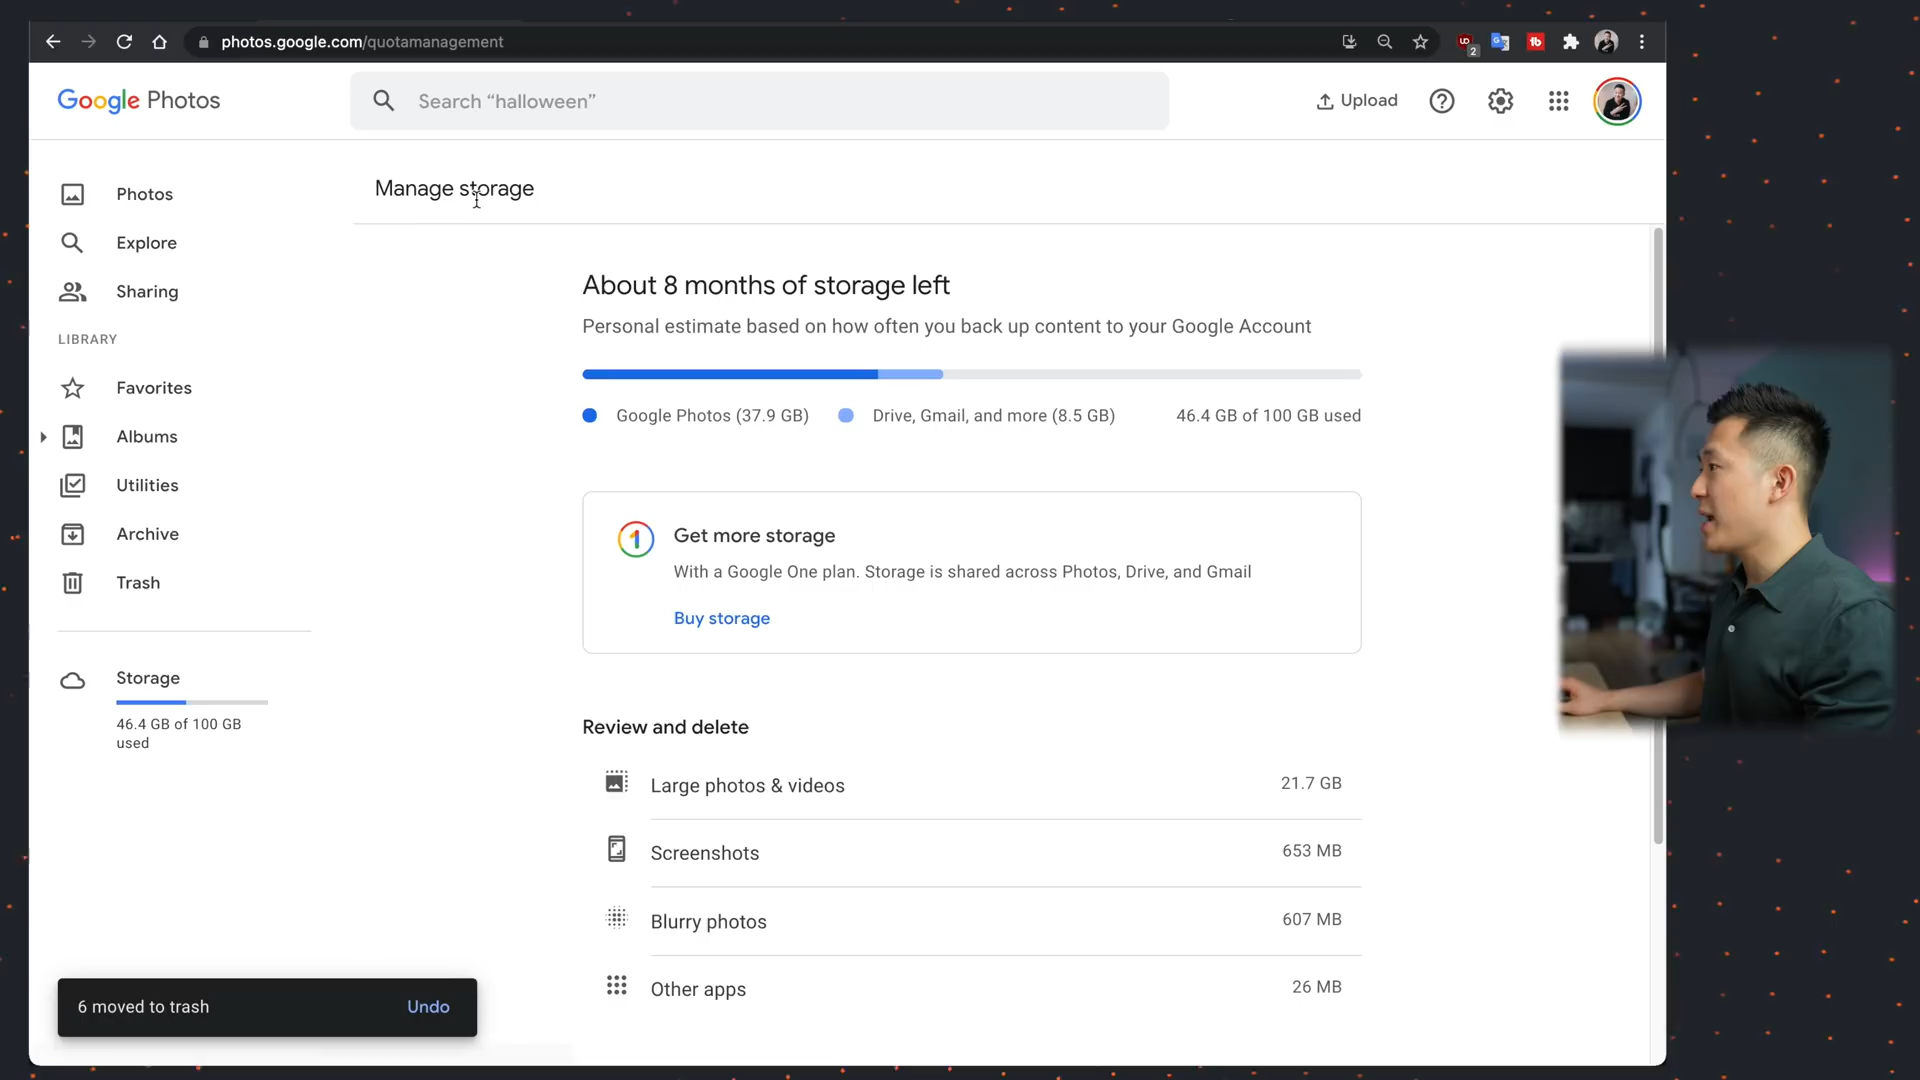 photos.google.com/quotamanagement
2
Google Photos
Search “halloween”
Upload
Photos
Explore
Sharing
LIBRARY
Favorites
Albums
Utilities
Archive
Trash
Storage
46.4 GB of 100 GB
used
Manage storage
About 8 months of storage left
Personal estimate based on how often you back up content to your Google Account
Google Photos (37.9 GB)
Drive, Gmail, and more (8.5 GB)
46.4 GB of 100 GB used
1
Get more storage
With a Google One plan. Storage is shared across Photos, Drive, and Gmail
Buy storage
Review and delete
Large photos & videos 21.7 GB
Screenshots 653 MB
Blurry photos 607 MB
Other apps 26 MB
6 moved to trash Undo